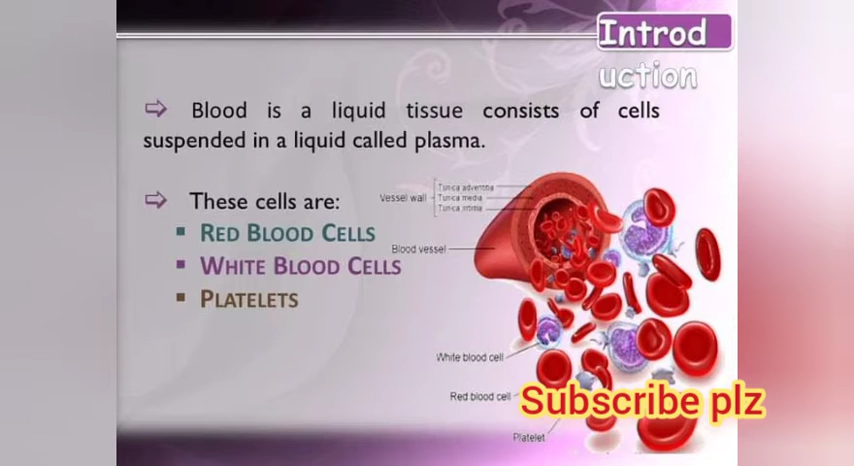 Introd
uction
⇨ Blood is a liquid tissue consists of cells
suspended in a liquid called plasma.
⇨ These cells are:
▪ RED BLOOD CELLS
▪ WHITE BLOOD CELLS
▪ PLATELETS
Vessel wall
Tunica adventitia
Tunica media
Tunica intima
Blood vessel
White blood cell
Red blood cell
Platelet
Subscribe plz